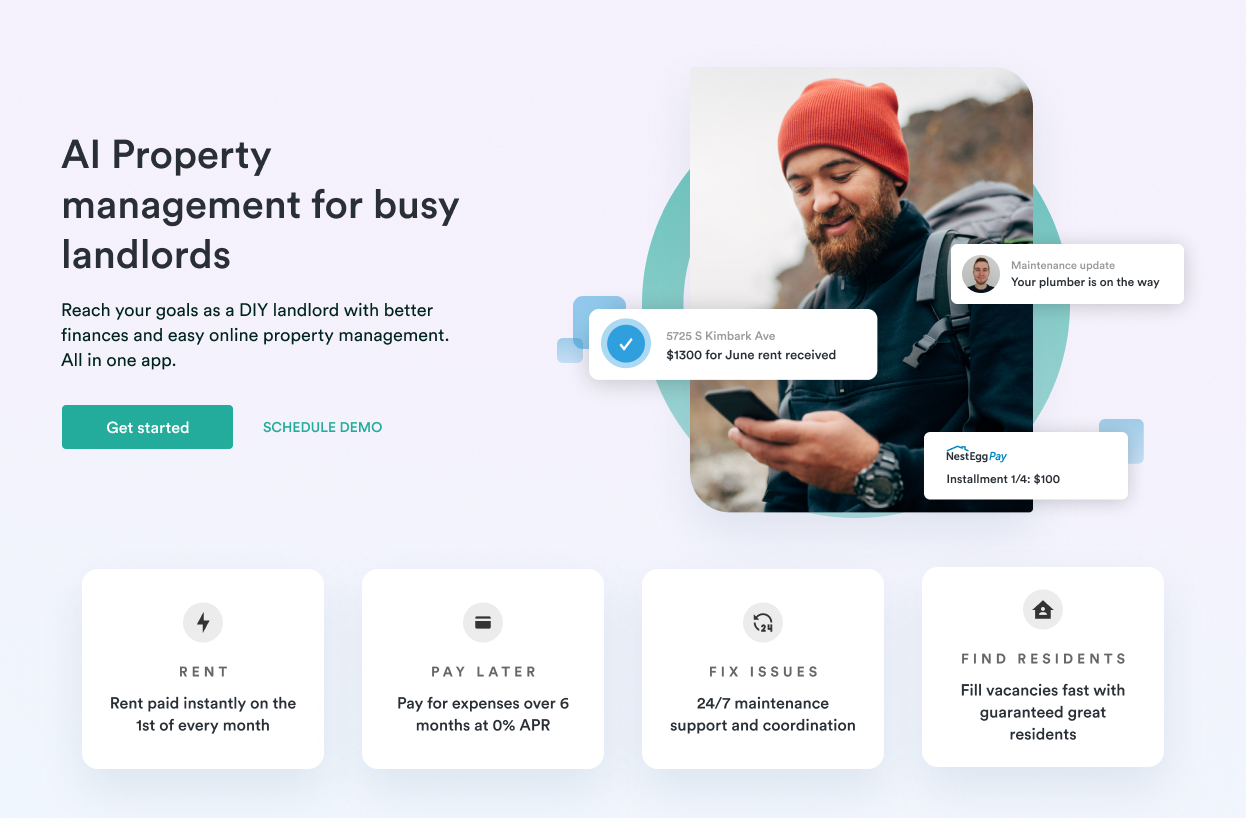 AI Property
management for busy
landlords
Reach your goals as a DIY landlord with better
finances and easy online property management.
All in one app.
Get started
SCHEDULE DEMO
Maintenance update
Your plumber is on the way
5725 S Kimbark Ave
$1300 for June rent received
NestEggPay
Installment 1/4: $100
RENT
Rent paid instantly on the
1st of every month
PAY LATER
Pay for expenses over 6
months at 0% APR
24
FIX ISSUES
24/7 maintenance
support and coordination
FIND RESIDENTS
Fill vacancies fast with
guaranteed great
residents